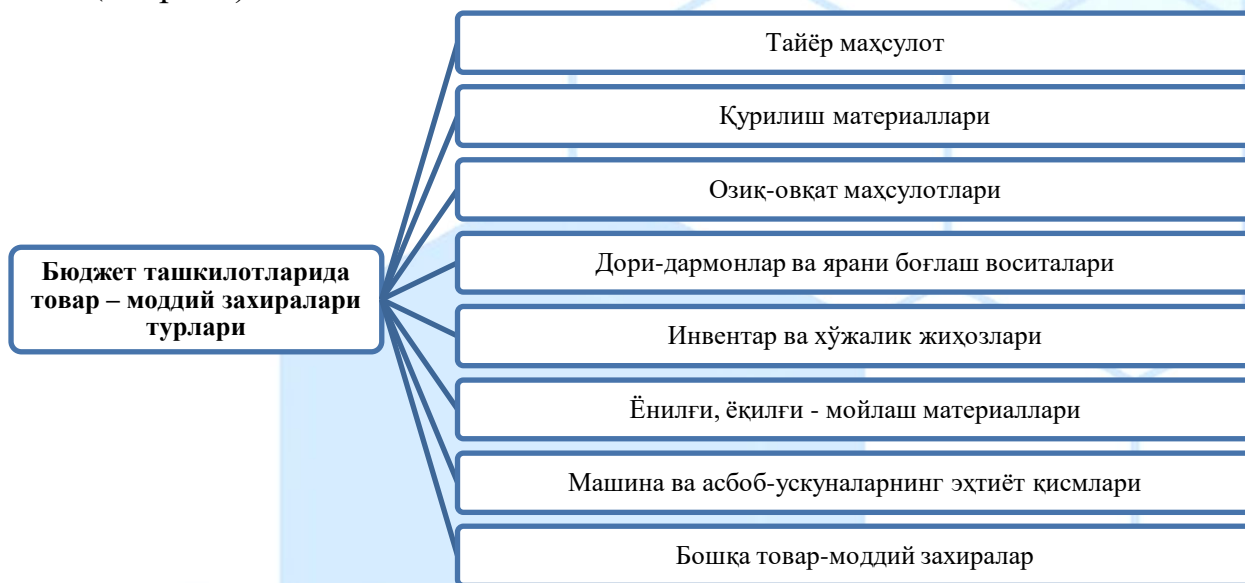 Бюджет ташкилотларида
товар – моддий захиралари
турлари
Тайёр маҳсулот
Қурилиш материаллари
Озиқ-овқат маҳсулотлари
Дори-дармонлар ва ярани боғлаш воситалари
Инвентар ва хўжалик жиҳозлари
Ёнилғи, ёқилғи - мойлаш материаллари
Машина ва асбоб-ускуналарнинг эҳтиёт қисмлари
Бошқа товар-моддий захиралар